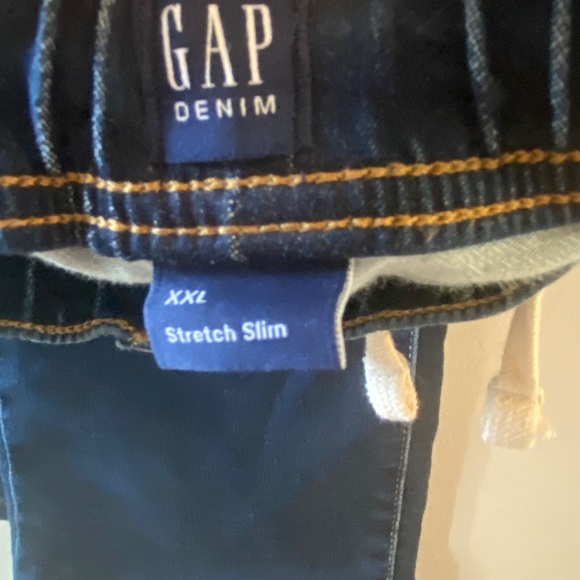 GAP
DENIM
XXL
Stretch Slim